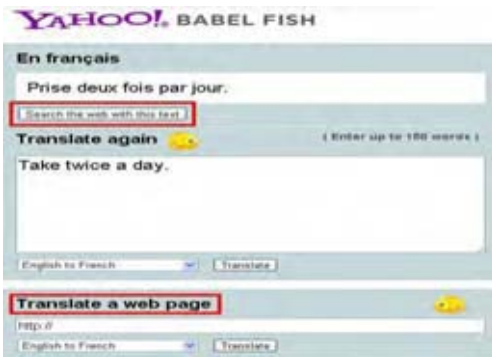 YAHOO! BABEL FISH
En français
Prise deux fois par jour.
Search the web with this text
Translate again ( Enter up to 150 words )
Take twice a day.
English to French Translate
Translate a web page
http://
English to French Translate